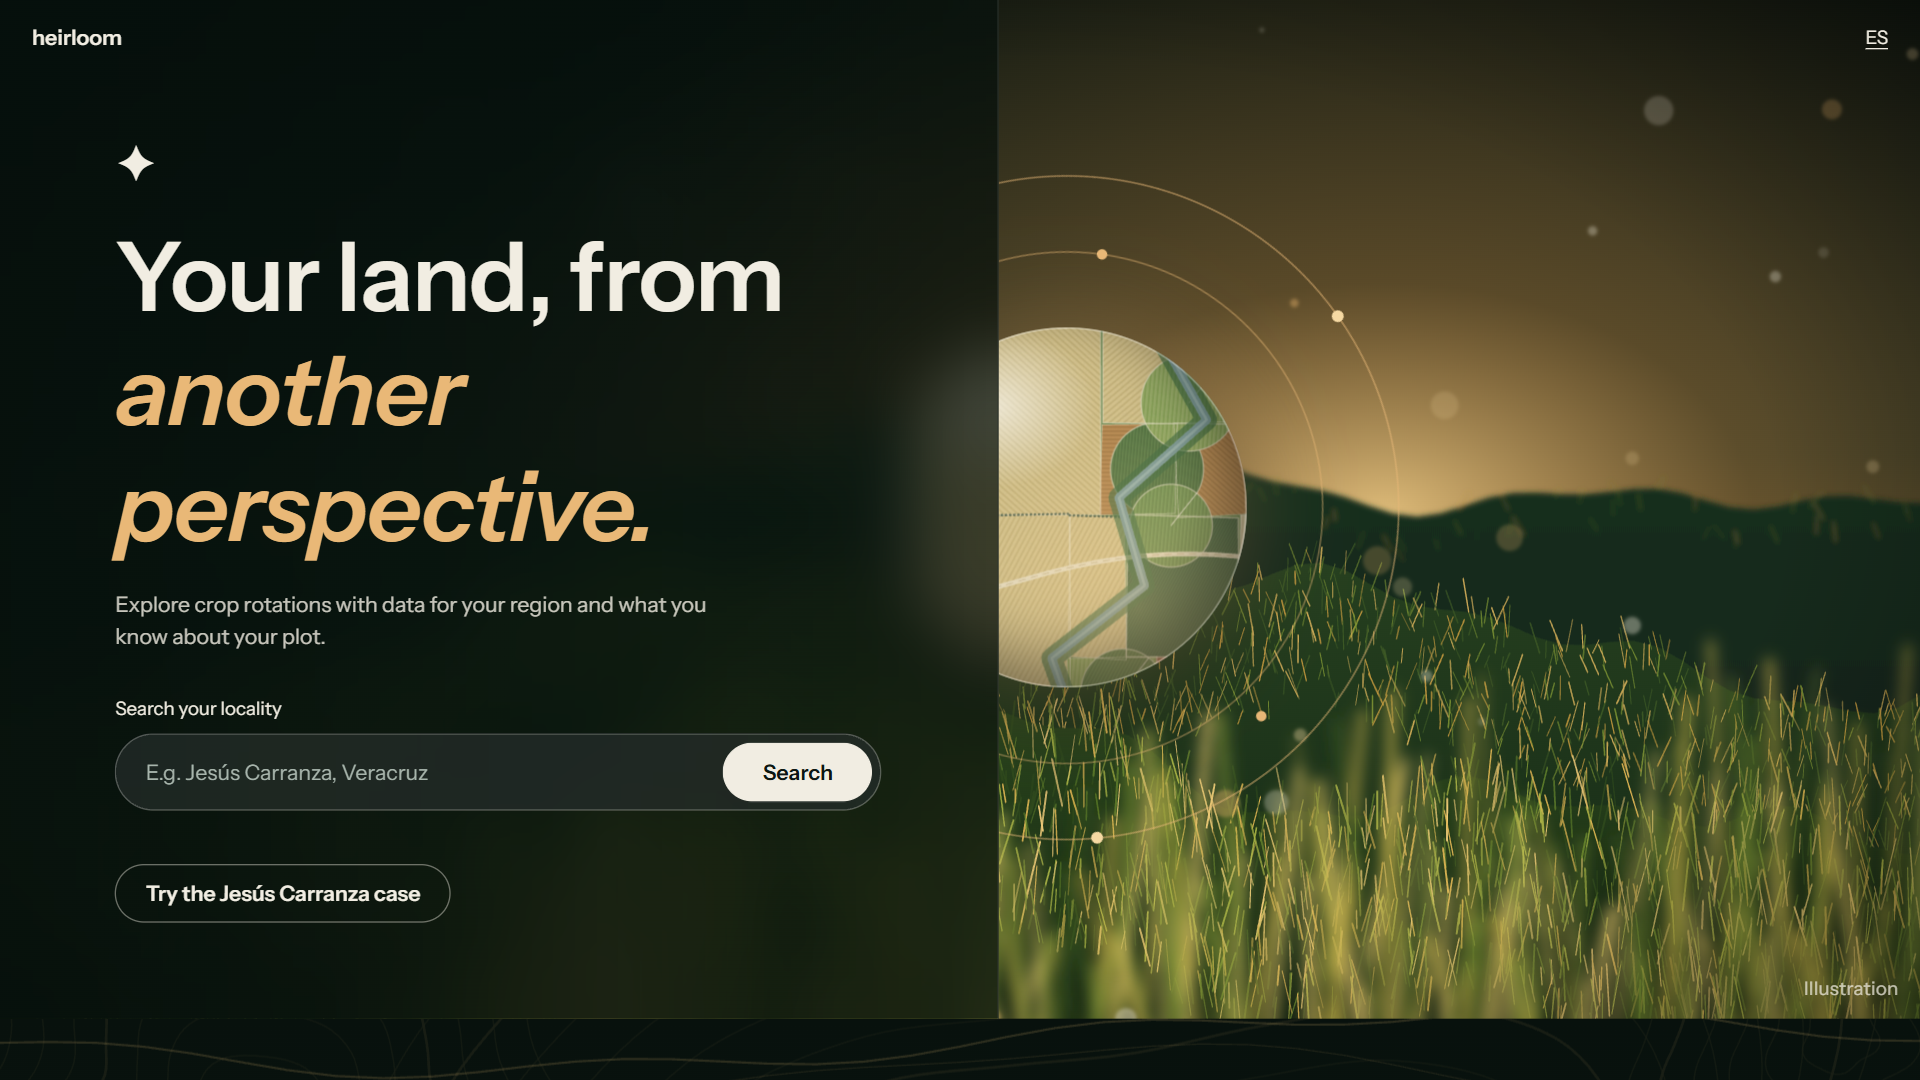 heirloom
ES
Your land, from
another
perspective.
Explore crop rotations with data for your region and what you
know about your plot.
Search your locality
E.g. Jesús Carranza, Veracruz
Search
Try the Jesús Carranza case
Illustration